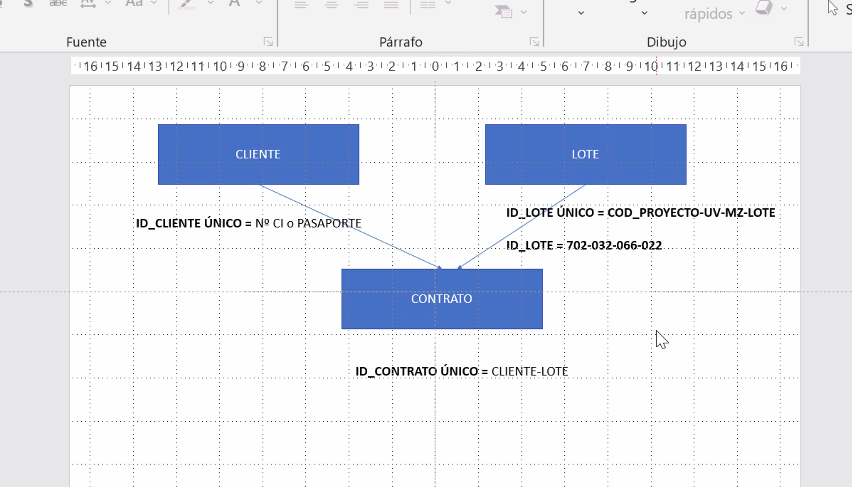 Aa
A
rápidos
S
Fuente
Párrafo
Dibujo
16 15 14 13 12 11 10 9 8 7 6 5 4 3 2 1 0 1 2 3 4 5 6 7 8 9 10 11 12 13 14 15 16
CLIENTE
LOTE
ID_CLIENTE ÚNICO = Nº CI o PASAPORTE
ID_LOTE ÚNICO = COD_PROYECTO-UV-MZ-LOTE
ID_LOTE = 702-032-066-022
CONTRATO
ID_CONTRATO ÚNICO = CLIENTE-LOTE